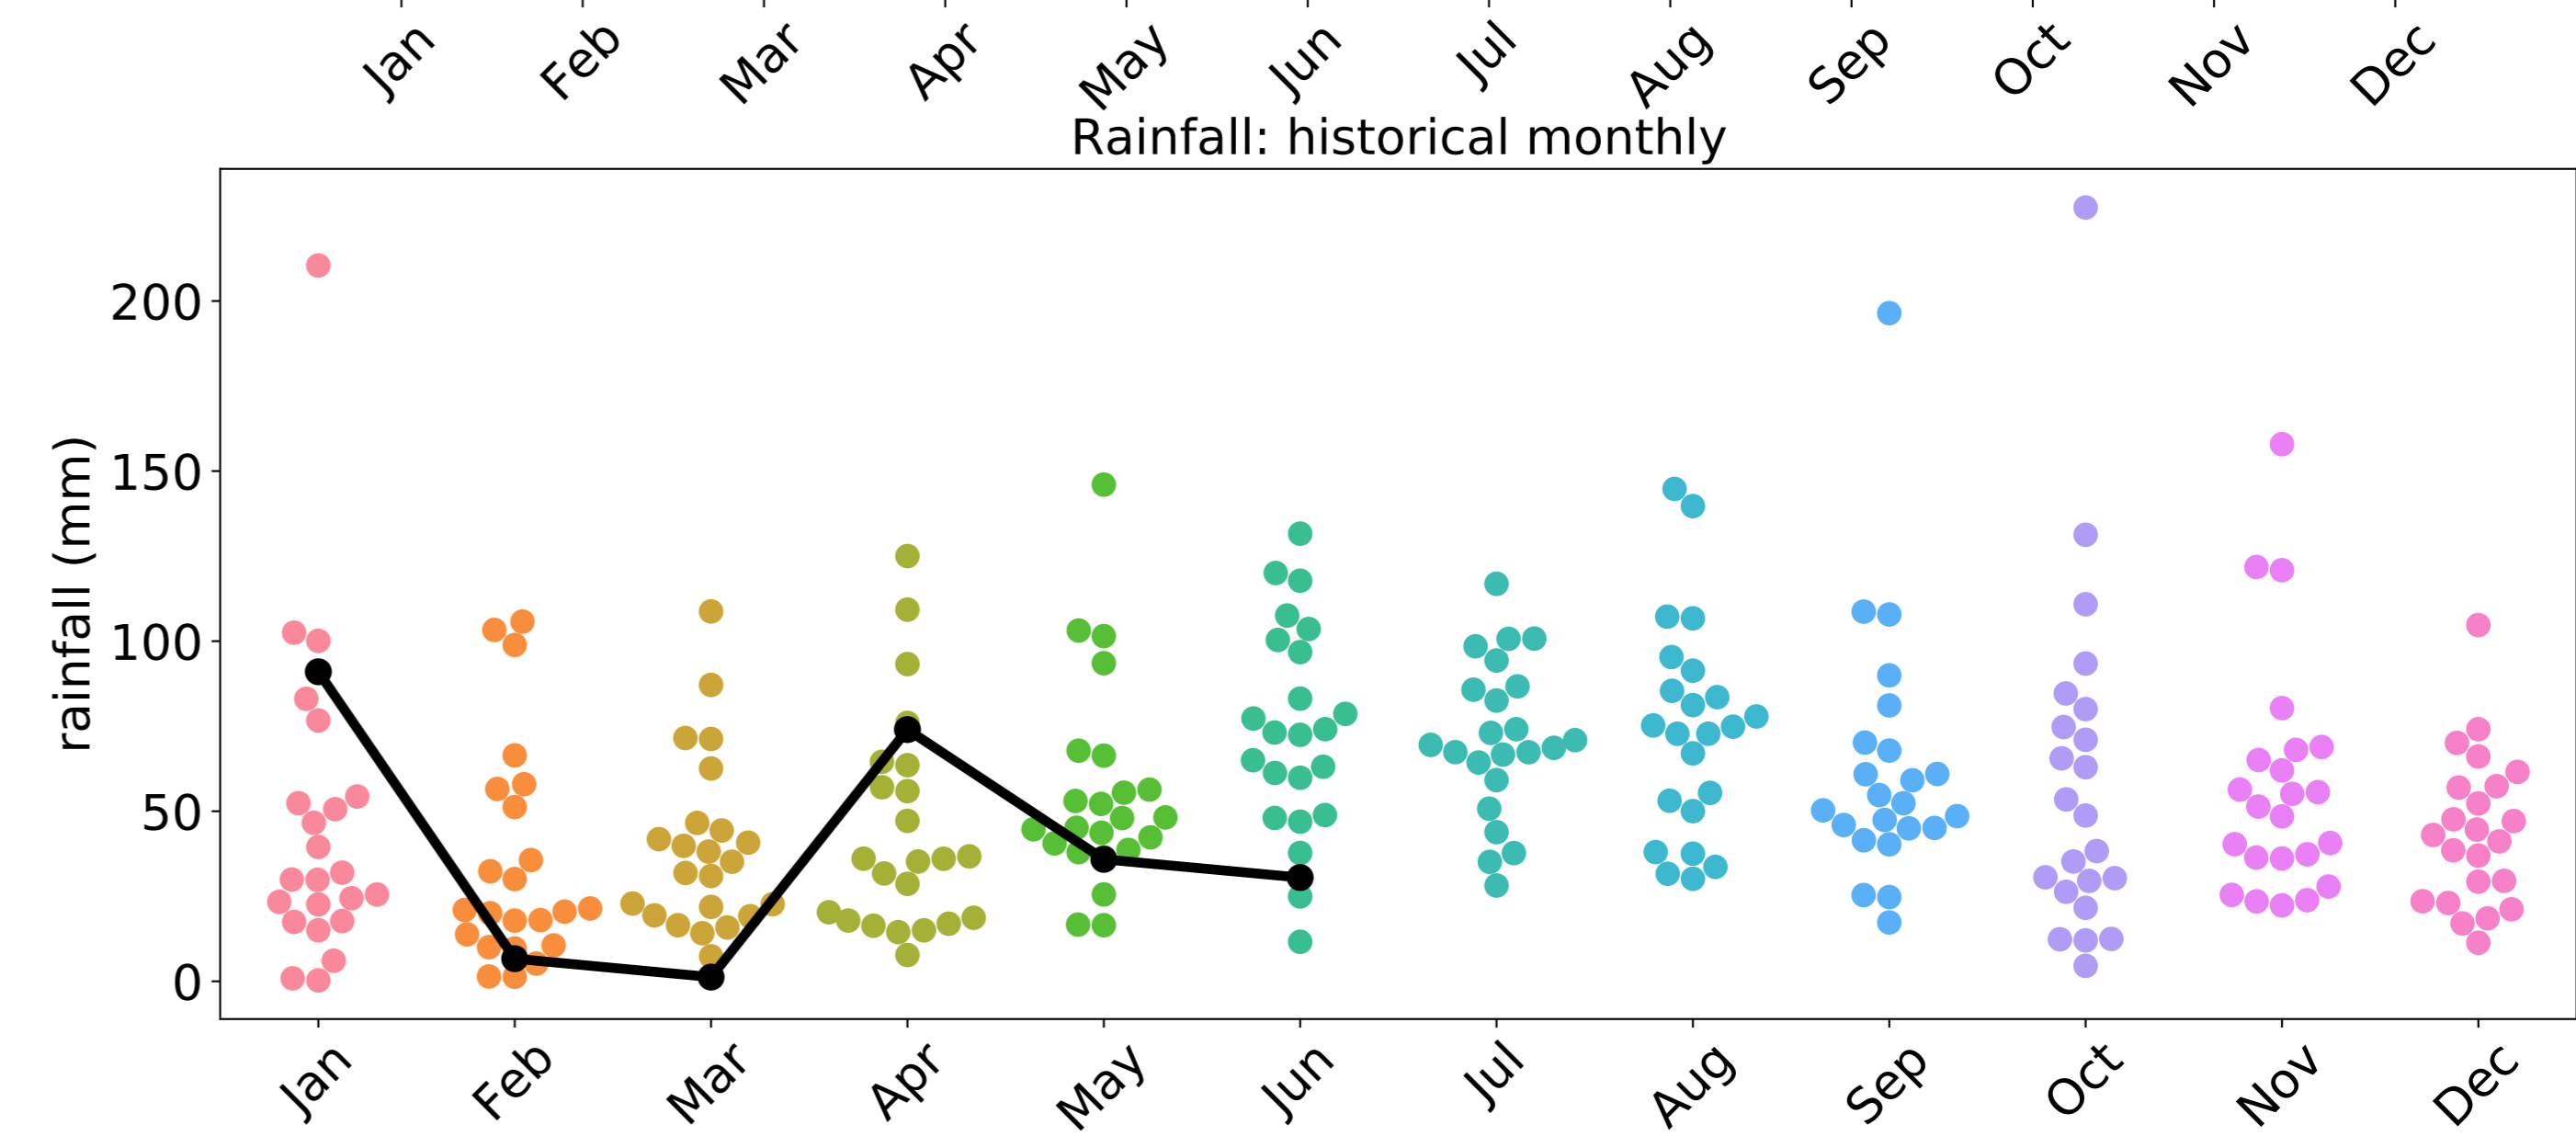 Jan Feb Mar Apr May Jun Jul Aug Sep Oct Nov Dec
Rainfall: historical monthly
rainfall (mm)
200
150
100
50
0
Jan Feb Mar Apr May Jun Jul Aug Sep Oct Nov Dec